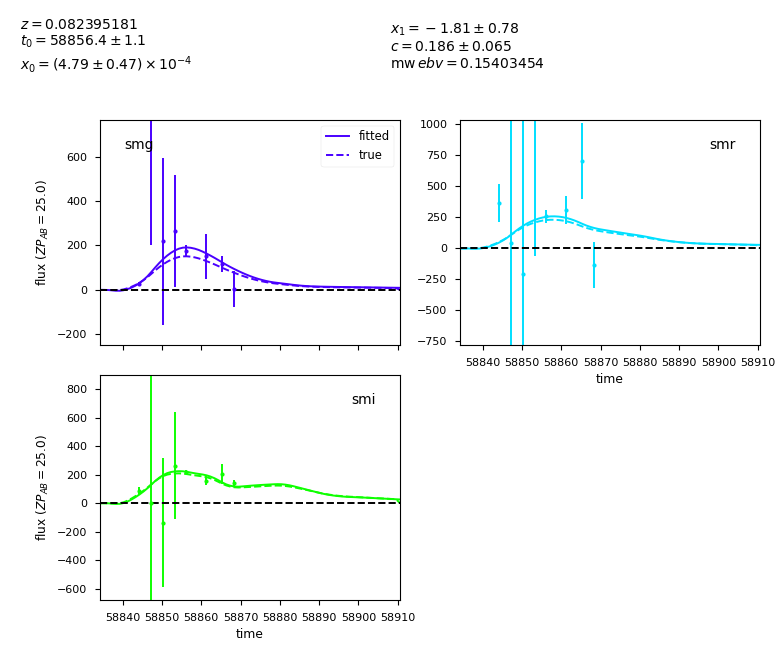 z = 0.082395181
t₀ = 58856.4 ± 1.1
x₀ = (4.79 ± 0.47) × 10⁻⁴
x₁ = −1.81 ± 0.78
c = 0.186 ± 0.065
mw ebv = 0.15403454
smg
fitted
true
600
400
200
0
−200
flux (ZP_AB = 25.0)
smr
1000
750
500
250
0
−250
−500
−750
58840 58850 58860 58870 58880 58890 58900 58910
time
smi
800
600
400
200
0
−200
−400
−600
flux (ZP_AB = 25.0)
58840 58850 58860 58870 58880 58890 58900 58910
time